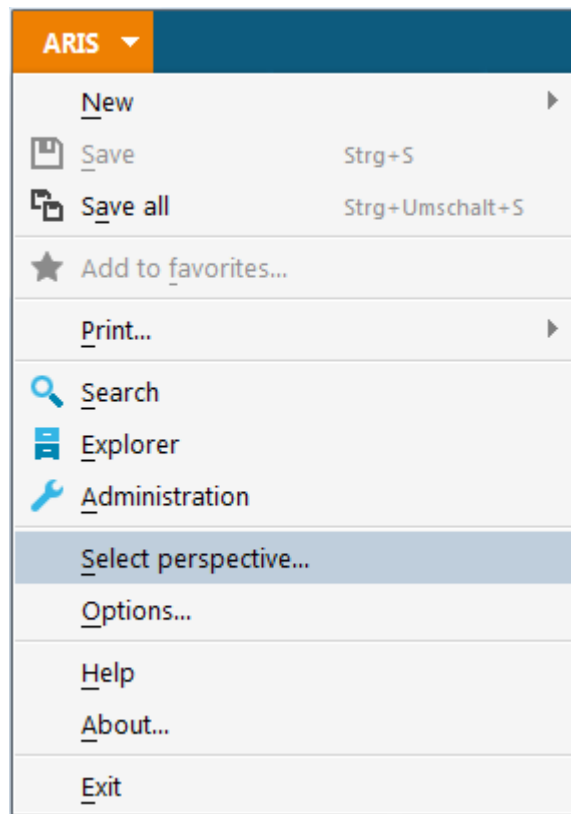 ARIS
New
Save Strg+S
Save all Strg+Umschalt+S
Add to favorites...
Print...
Search
Explorer
Administration
Select perspective...
Options...
Help
About...
Exit